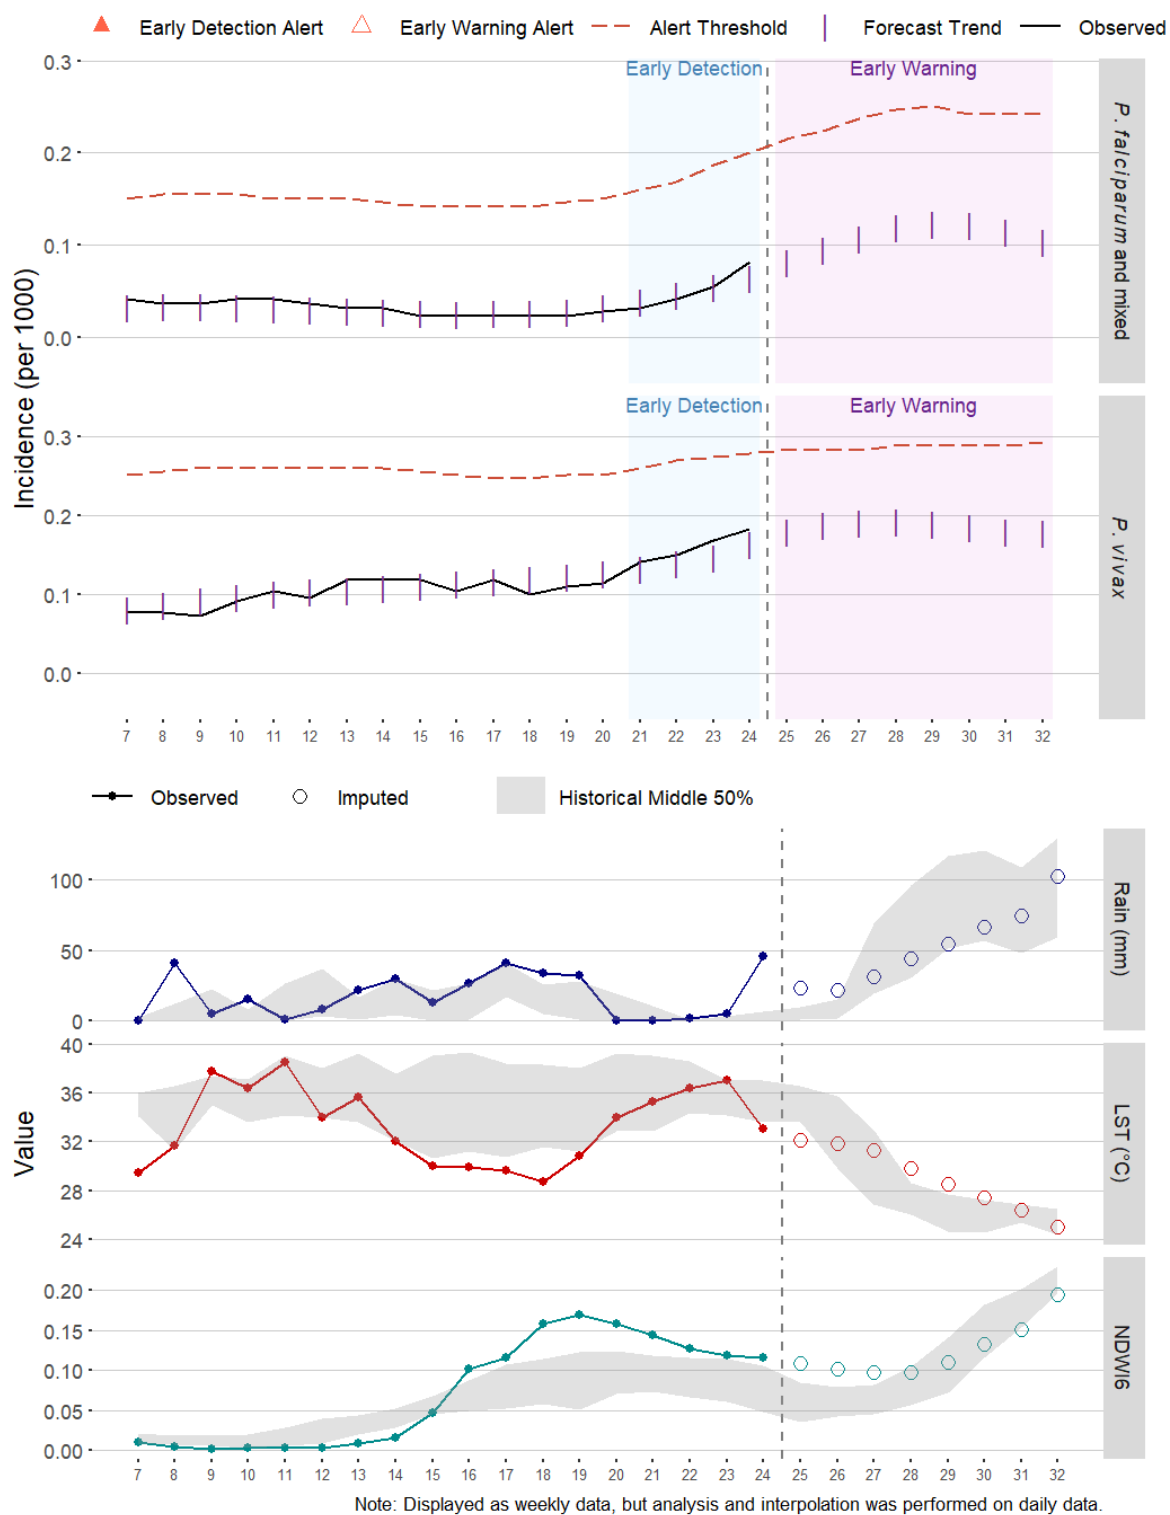 Early Detection Alert Early Warning Alert Alert Threshold Forecast Trend Observed
Incidence (per 1000)
0.3
0.2
0.1
0.0
Early Detection Early Warning
P. falciparum and mixed
0.3
0.2
0.1
0.0
Early Detection Early Warning
P. vivax
7 8 9 10 11 12 13 14 15 16 17 18 19 20 21 22 23 24 25 26 27 28 29 30 31 32
Observed Imputed Historical Middle 50%
Value
100
50
0
Rain (mm)
40
36
32
28
24
LST (°C)
0.20
0.15
0.10
0.05
0.00
NDWI6
7 8 9 10 11 12 13 14 15 16 17 18 19 20 21 22 23 24 25 26 27 28 29 30 31 32
Note: Displayed as weekly data, but analysis and interpolation was performed on daily data.